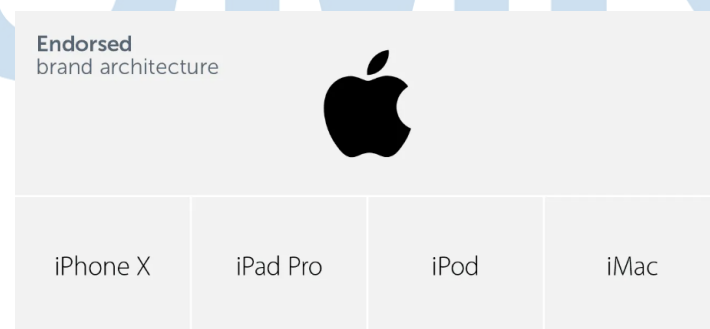 Endorsed
brand architecture
iPhone X
iPad Pro
iPod
iMac